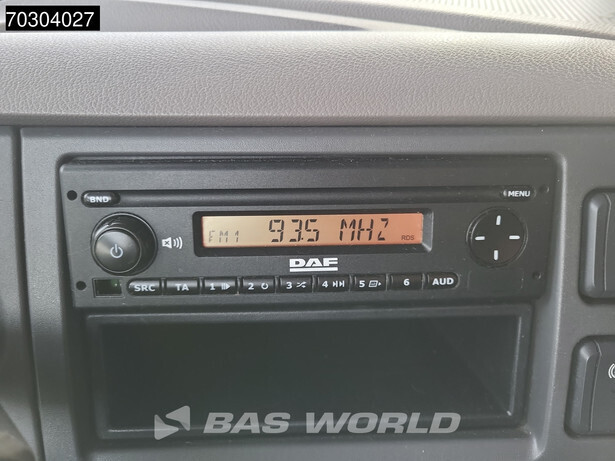 70304027
BND
MENU
FM1 93.5 MHZ
RDS
DAF
SRC TA 1 2 3 4 5 6 AUD
BAS WORLD